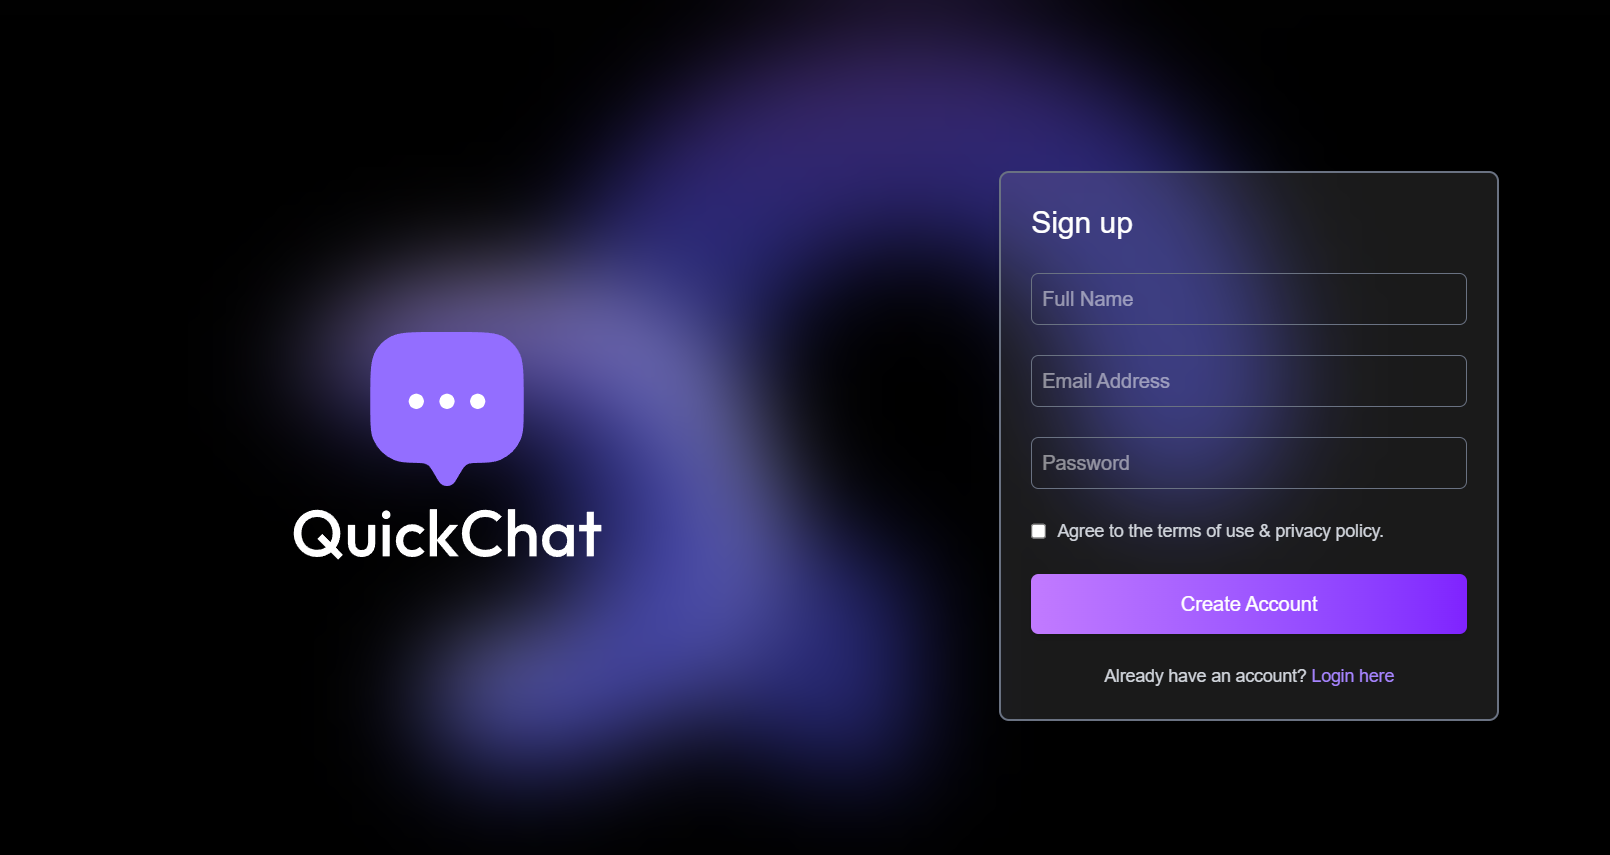 QuickChat
Sign up
Full Name
Email Address
Password
Agree to the terms of use & privacy policy.
Create Account
Already have an account? Login here